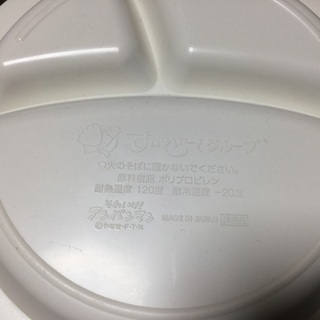 すかいらーくグループ
火のそばに置かないでください。
原料樹脂 ポリプロピレン
耐熱温度 120度 耐冷温度 -20度
それいけ!
アンパンマン
MADE IN JAPAN
©やなせ・F・T・N